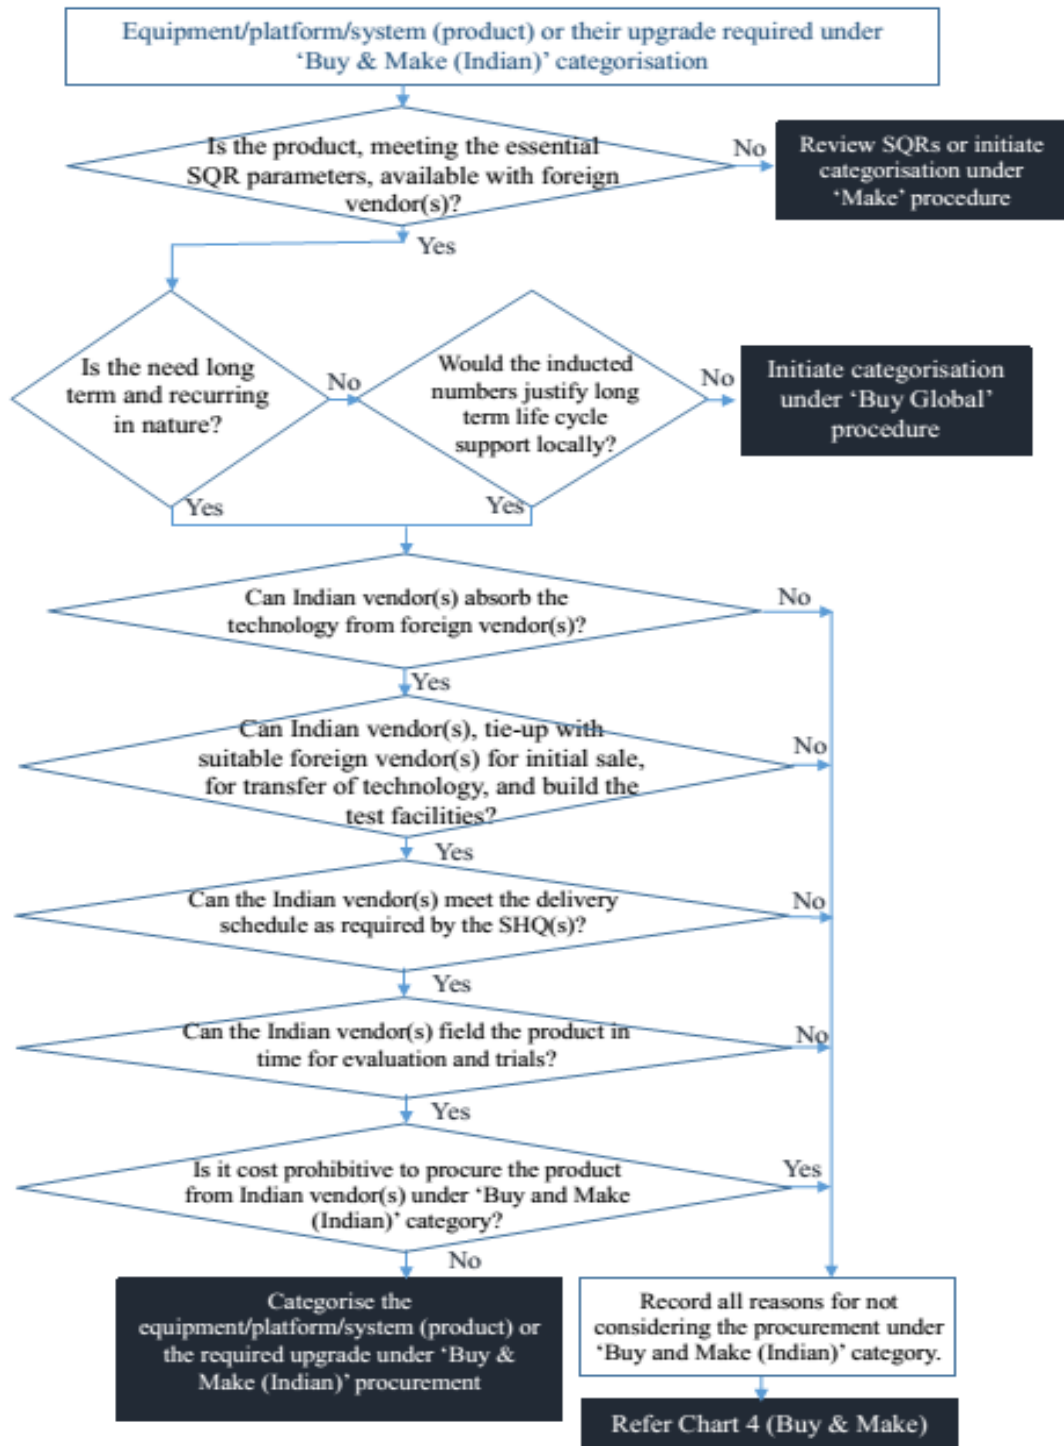 Equipment/platform/system (product) or their upgrade required under
‘Buy & Make (Indian)’ categorisation
Is the product, meeting the essential
SQR parameters, available with foreign
vendor(s)?
No
Review SQRs or initiate
categorisation under
‘Make’ procedure
Yes
Is the need long
term and recurring
in nature?
No
Would the inducted
numbers justify long
term life cycle
support locally?
No
Initiate categorisation
under ‘Buy Global’
procedure
Yes
Yes
Can Indian vendor(s) absorb the
technology from foreign vendor(s)?
No
Yes
Can Indian vendor(s), tie-up with
suitable foreign vendor(s) for initial sale,
for transfer of technology, and build the
test facilities?
No
Yes
Can the Indian vendor(s) meet the delivery
schedule as required by the SHQ(s)?
No
Yes
Can the Indian vendor(s) field the product in
time for evaluation and trials?
No
Yes
Is it cost prohibitive to procure the product
from Indian vendor(s) under ‘Buy and Make
(Indian)’ category?
Yes
No
Categorise the
equipment/platform/system (product) or
the required upgrade under ‘Buy &
Make (Indian)’ procurement
Record all reasons for not
considering the procurement under
‘Buy and Make (Indian)’ category.
Refer Chart 4 (Buy & Make)